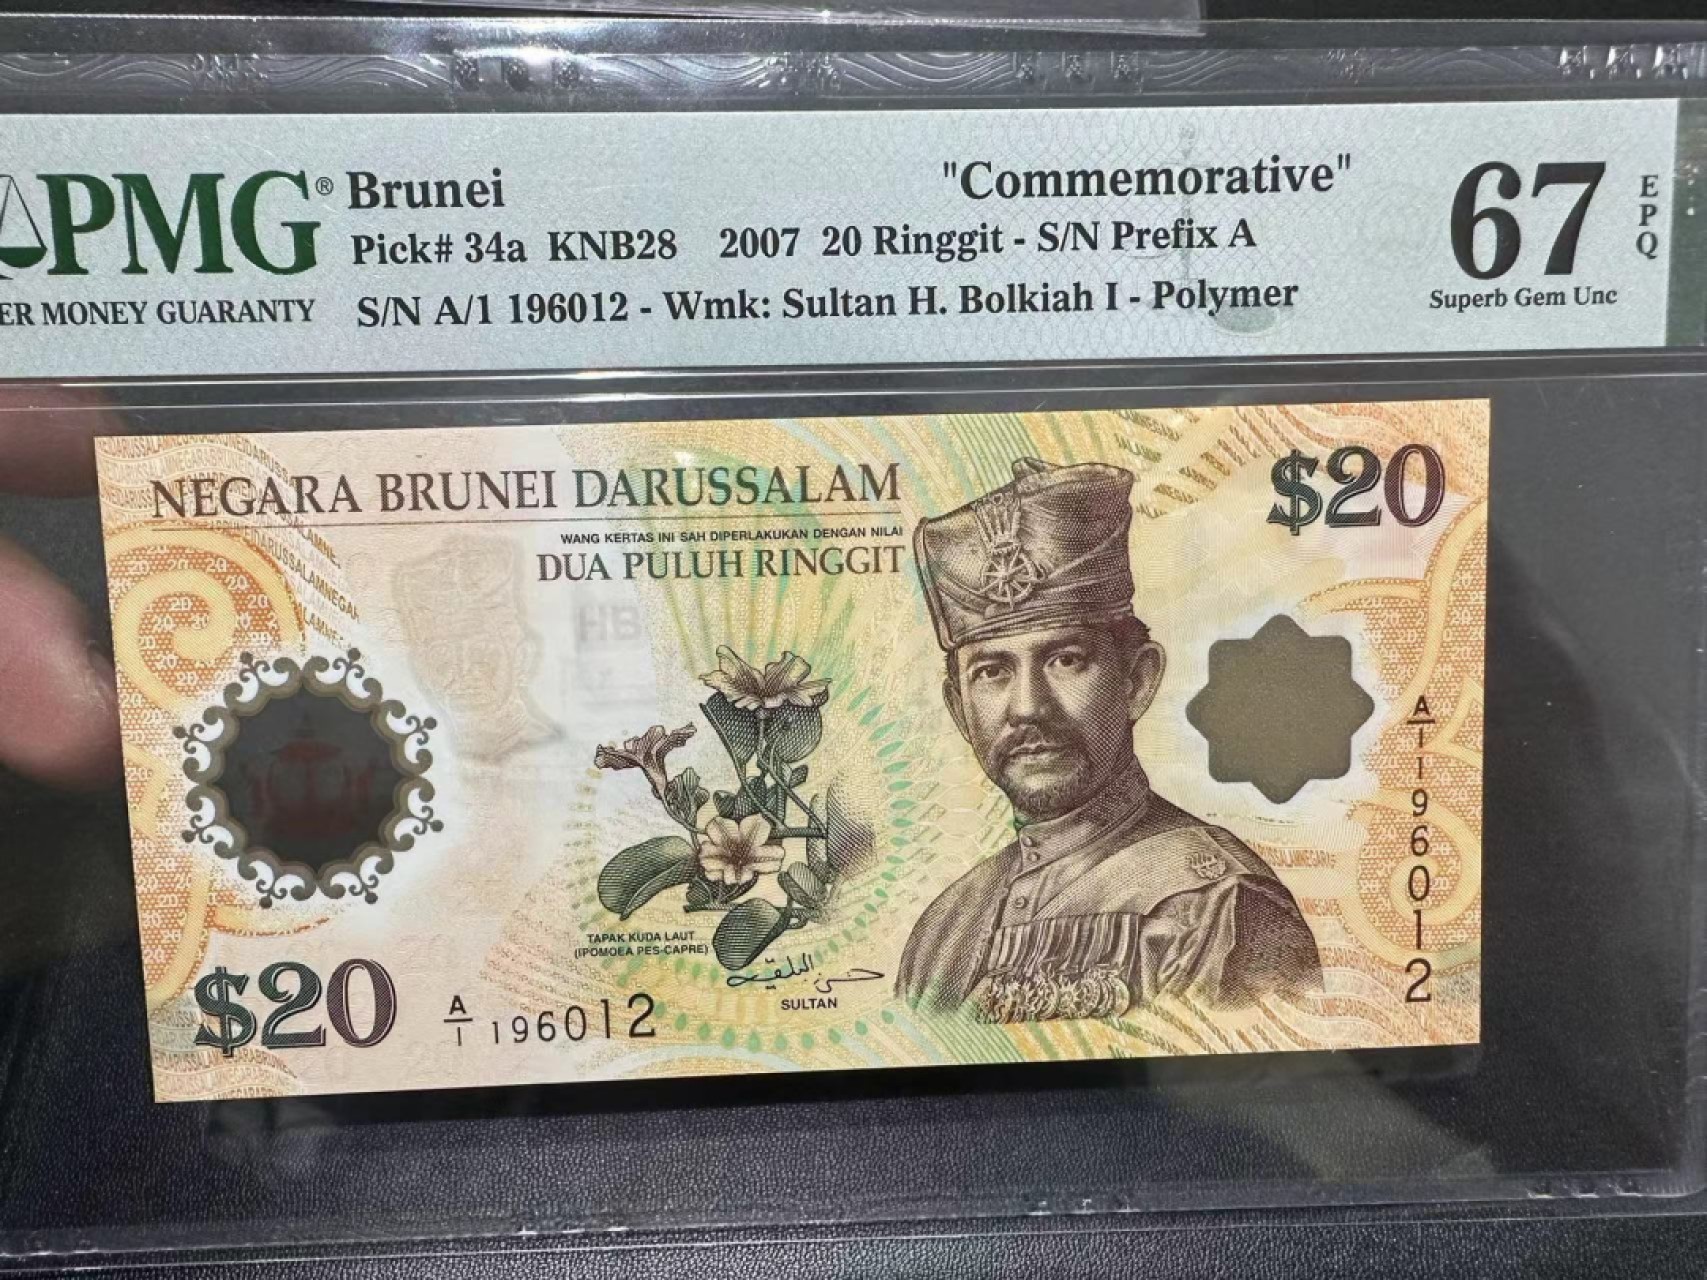 PMG®
ER MONEY GUARANTY
Brunei
"Commemorative"
Pick# 34a KNB28 2007 20 Ringgit - S/N Prefix A
S/N A/1 196012 - Wmk: Sultan H. Bolkiah I - Polymer
67
EPQ
Superb Gem Unc
NEGARA BRUNEI DARUSSALAM
WANG KERTAS INI SAH DIPERLAKUKAN DENGAN NILAI
DUA PULUH RINGGIT
$20
A/1 196012
TAPAK KUDA LAUT
(IPOMOEA PES-CAPRE)
SULTAN
$20
A/1 196012